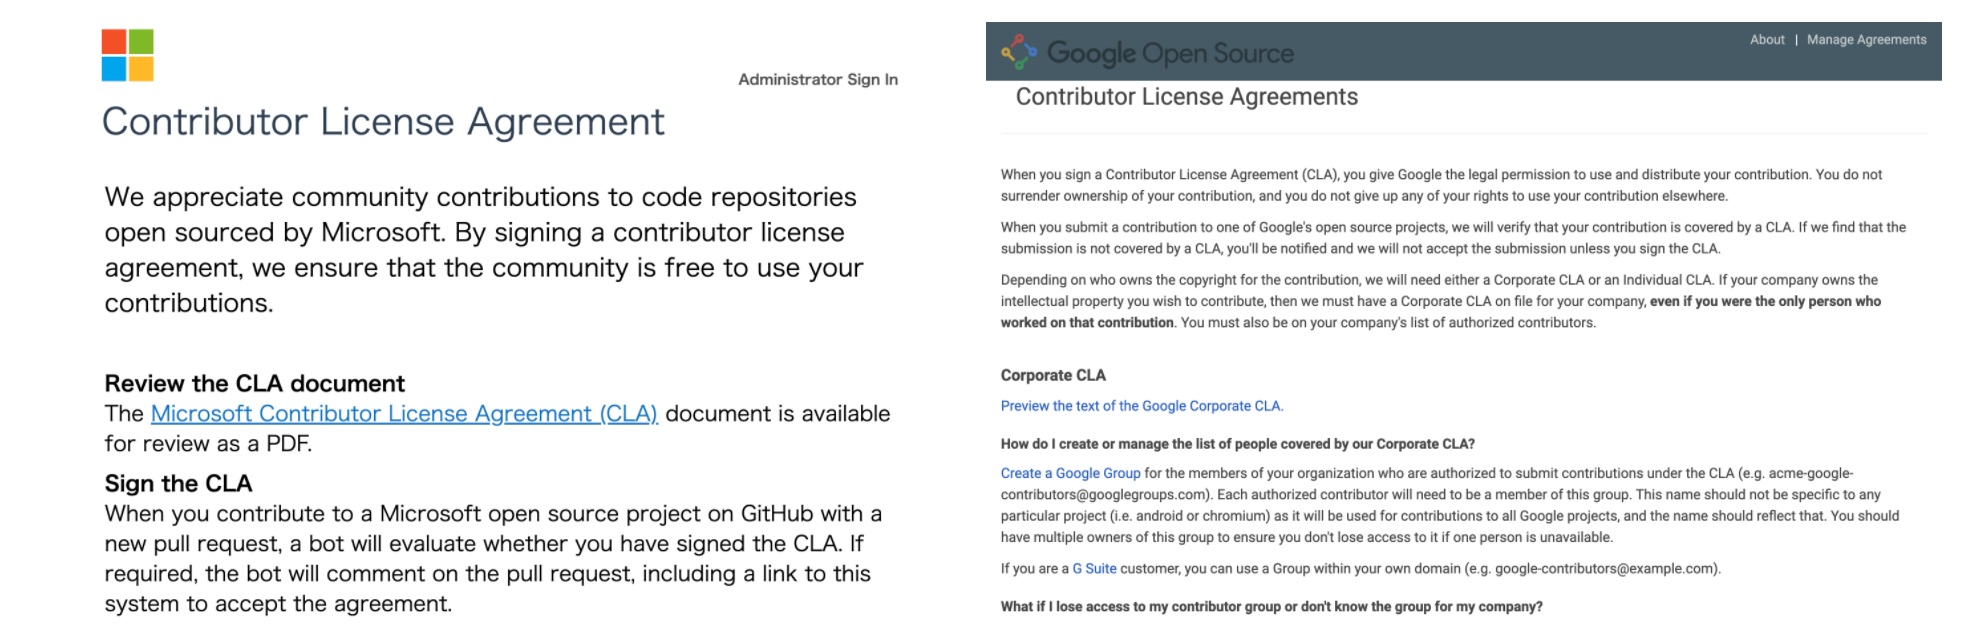 Administrator Sign In
Contributor License Agreement
We appreciate community contributions to code repositories
open sourced by Microsoft. By signing a contributor license
agreement, we ensure that the community is free to use your
contributions.
Review the CLA document
The Microsoft Contributor License Agreement (CLA) document is available
for review as a PDF.
Sign the CLA
When you contribute to a Microsoft open source project on GitHub with a
new pull request, a bot will evaluate whether you have signed the CLA. If
required, the bot will comment on the pull request, including a link to this
system to accept the agreement.
Google Open Source
About | Manage Agreements
Contributor License Agreements
When you sign a Contributor License Agreement (CLA), you give Google the legal permission to use and distribute your contribution. You do not
surrender ownership of your contribution, and you do not give up any of your rights to use your contribution elsewhere.
When you submit a contribution to one of Google's open source projects, we will verify that your contribution is covered by a CLA. If we find that the
submission is not covered by a CLA, you'll be notified and we will not accept the submission unless you sign the CLA.
Depending on who owns the copyright for the contribution, we will need either a Corporate CLA or an Individual CLA. If your company owns the
intellectual property you wish to contribute, then we must have a Corporate CLA on file for your company, even if you were the only person who
worked on that contribution. You must also be on your company's list of authorized contributors.
Corporate CLA
Preview the text of the Google Corporate CLA.
How do I create or manage the list of people covered by our Corporate CLA?
Create a Google Group for the members of your organization who are authorized to submit contributions under the CLA (e.g. acme-google-
contributors@googlegroups.com). Each authorized contributor will need to be a member of this group. This name should not be specific to any
particular project (i.e. android or chromium) as it will be used for contributions to all Google projects, and the name should reflect that. You should
have multiple owners of this group to ensure you don't lose access to it if one person is unavailable.
If you are a G Suite customer, you can use a Group within your own domain (e.g. google-contributors@example.com).
What if I lose access to my contributor group or don't know the group for my company?